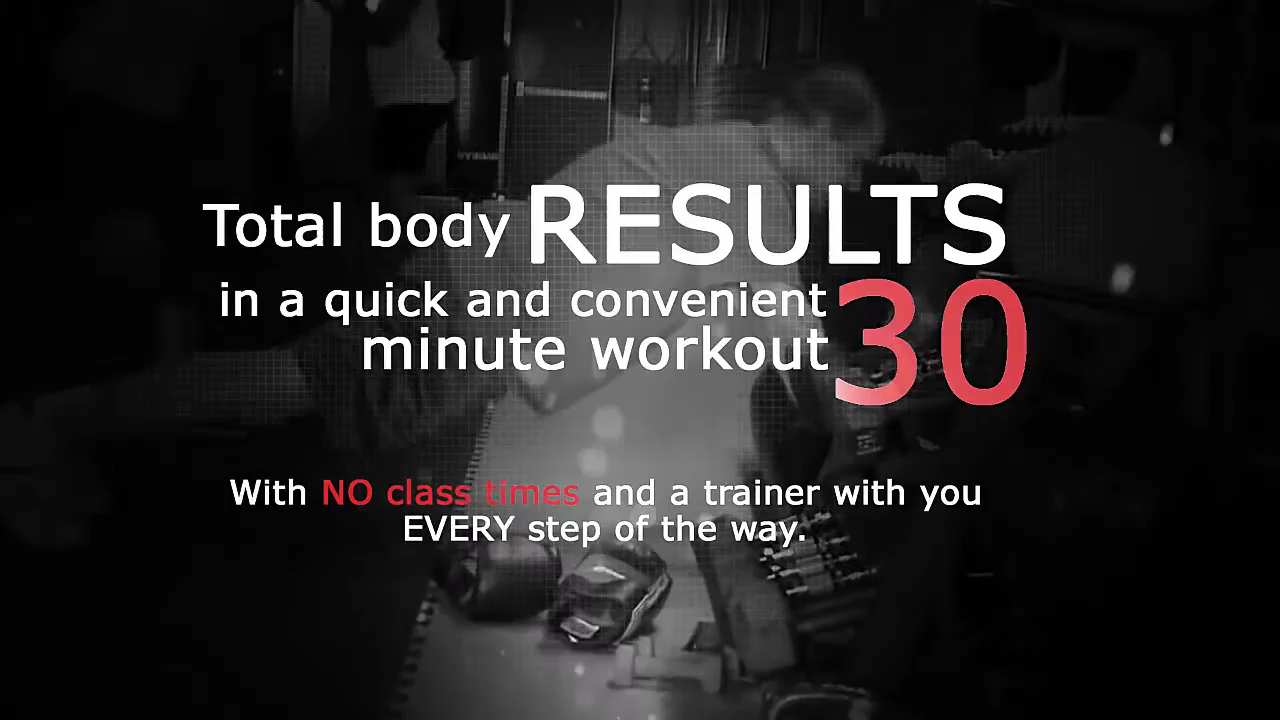 Total body RESULTS
in a quick and convenient 30
minute workout
With NO class times and a trainer with you
EVERY step of the way.